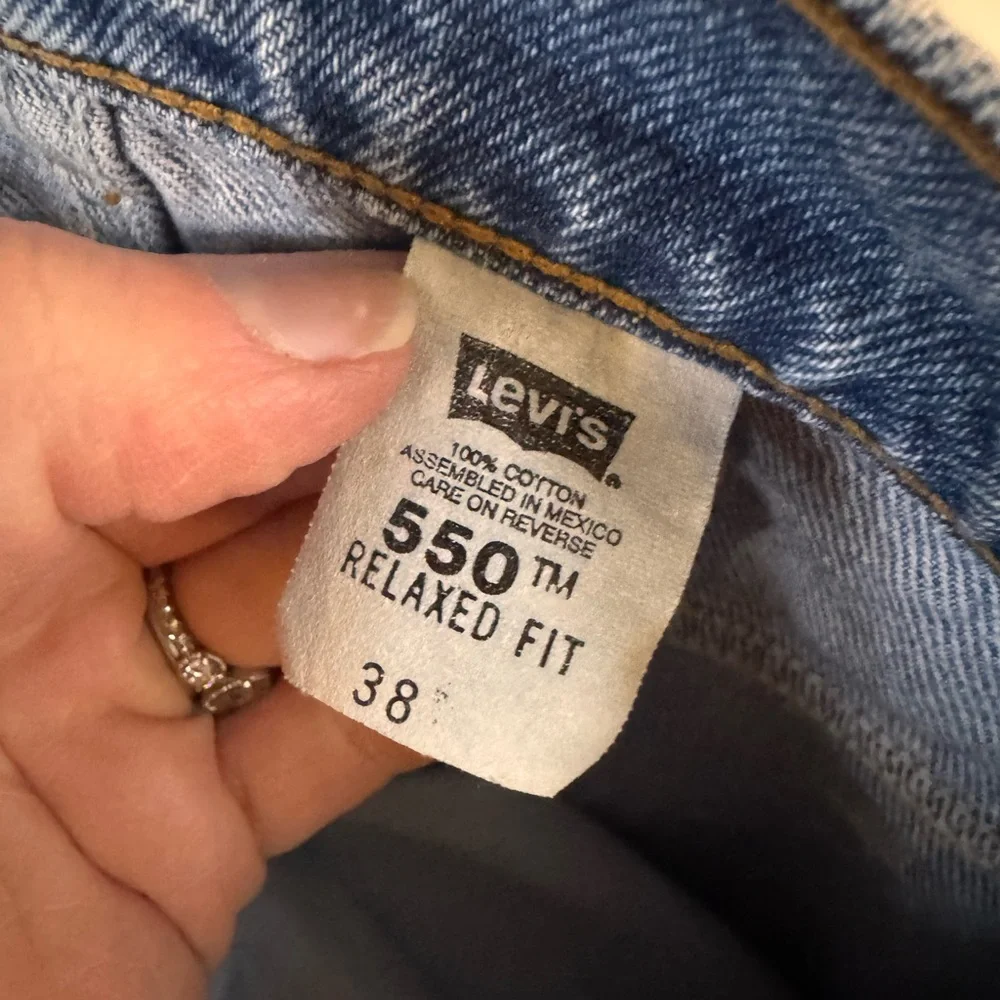 Levi's®
100% COTTON
ASSEMBLED IN MEXICO
CARE ON REVERSE
550™
RELAXED FIT
38